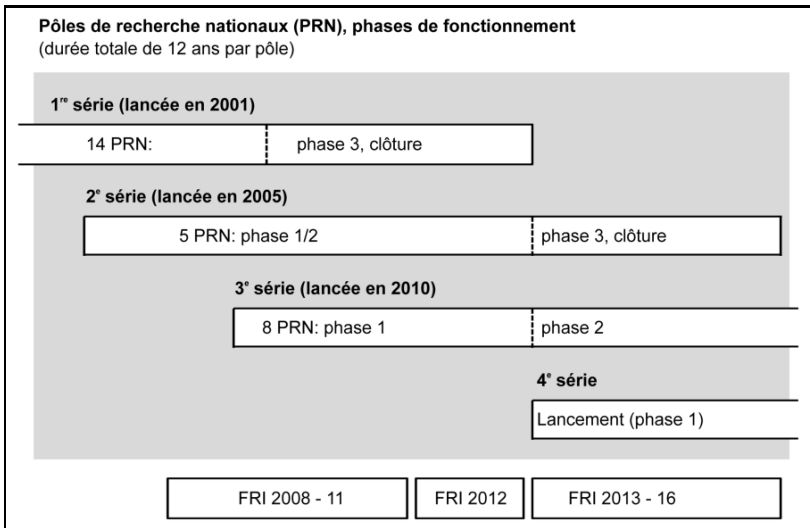 Pôles de recherche nationaux (PRN), phases de fonctionnement
(durée totale de 12 ans par pôle)
1re série (lancée en 2001)
14 PRN: phase 3, clôture
2e série (lancée en 2005)
5 PRN: phase 1/2 phase 3, clôture
3e série (lancée en 2010)
8 PRN: phase 1 phase 2
4e série
Lancement (phase 1)
FRI 2008 - 11 FRI 2012 FRI 2013 - 16